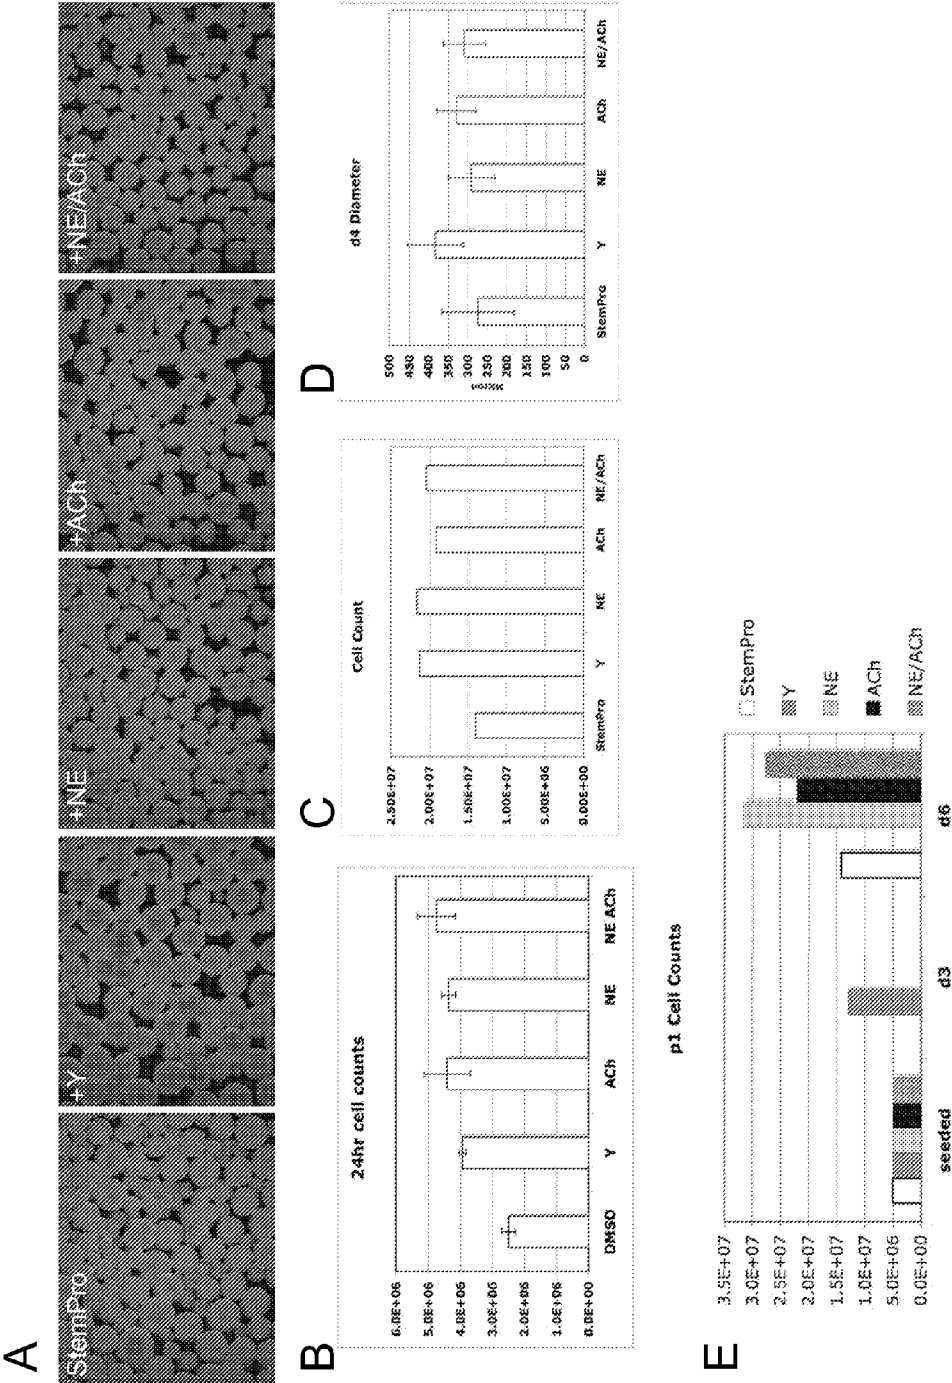 A
StemPro
+Y
+NE
+ACh
+NE/ACh
B
24hr cell counts
6.0E+06
5.0E+06
4.0E+06
3.0E+06
2.0E+06
1.0E+06
0.0E+00
DMSO
Y
ACh
NE
NE ACh
C
Cell Count
2.50E+07
2.00E+07
1.50E+07
1.00E+07
5.00E+06
0.00E+00
StemPro
Y
NE
ACh
NE/ACh
D
d4 Diameter
Micron
500
450
400
350
300
250
200
150
100
50
0
StemPro
Y
NE
ACh
NE/ACh
E
p1 Cell Counts
3.5E+07
3.0E+07
2.5E+07
2.0E+07
1.5E+07
1.0E+07
5.0E+06
0.0E+00
seeded
d3
d6
StemPro
Y
NE
ACh
NE/ACh